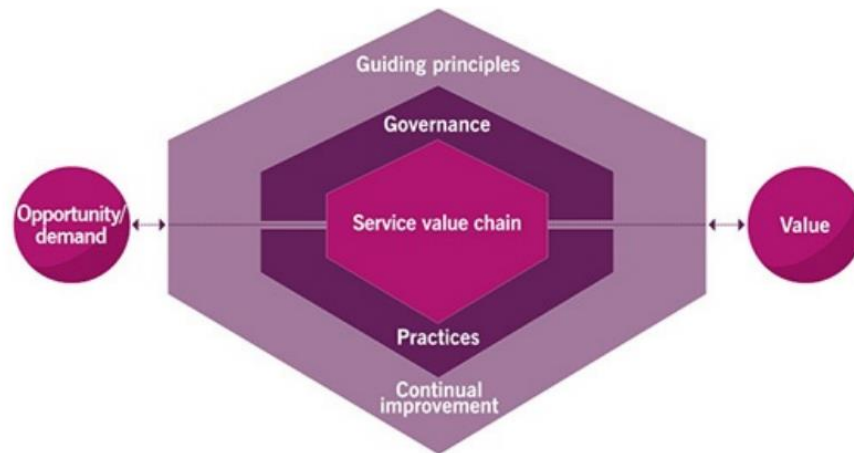 Guiding principles
Governance
Opportunity/
demand
Service value chain
Value
Practices
Continual
improvement